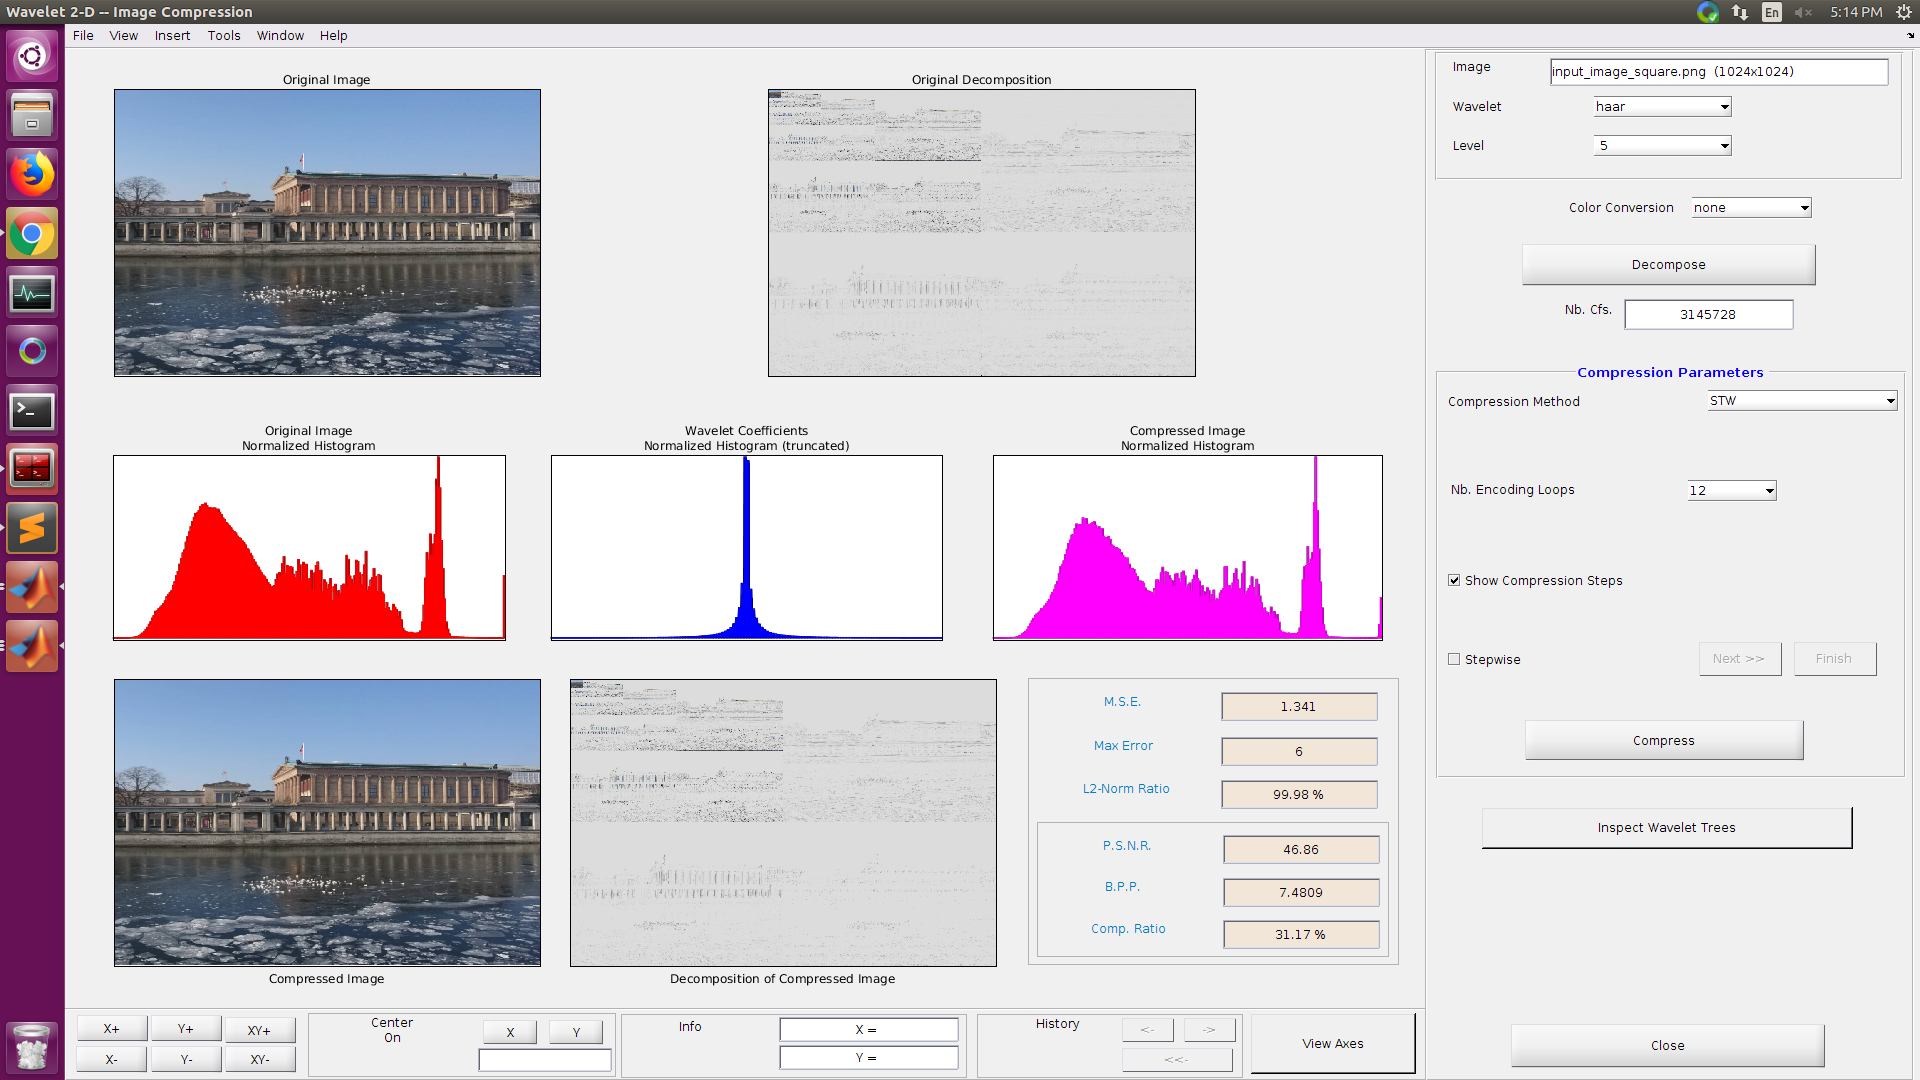 Wavelet 2-D -- Image Compression
En
5:14 PM
File View Insert Tools Window Help
Original Image
Original Decomposition
Original Image
Normalized Histogram
Wavelet Coefficients
Normalized Histogram (truncated)
Compressed Image
Normalized Histogram
Compressed Image
Decomposition of Compressed Image
M.S.E. 1.341
Max Error 6
L2-Norm Ratio 99.98 %
P.S.N.R. 46.86
B.P.P. 7.4809
Comp. Ratio 31.17 %
Image input_image_square.png (1024x1024)
Wavelet haar
Level 5
Color Conversion none
Decompose
Nb. Cfs. 3145728
Compression Parameters
Compression Method STW
Nb. Encoding Loops 12
Show Compression Steps
Stepwise Next >> Finish
Compress
Inspect Wavelet Trees
Close
X+ Y+ XY+
X- Y- XY-
Center
On
X Y
Info
X =
Y =
History
<- ->
<<-
View Axes